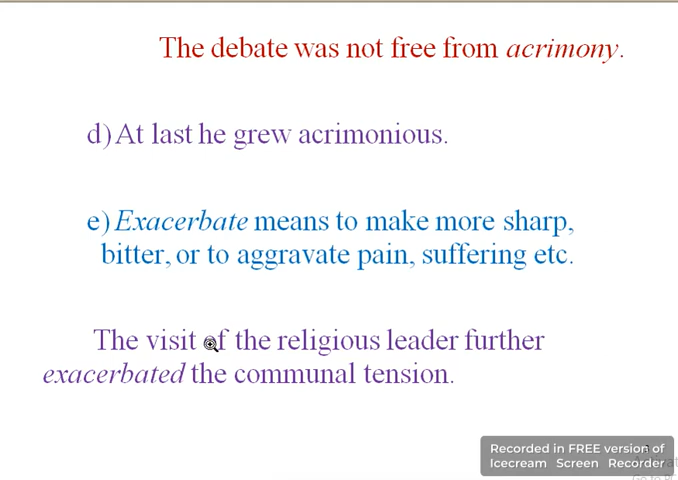 The debate was not free from acrimony.
d) At last he grew acrimonious.
e) Exacerbate means to make more sharp,
bitter, or to aggravate pain, suffering etc.
The visit of the religious leader further
exacerbated the communal tension.
Recorded in FREE version of
Icecream Screen Recorder